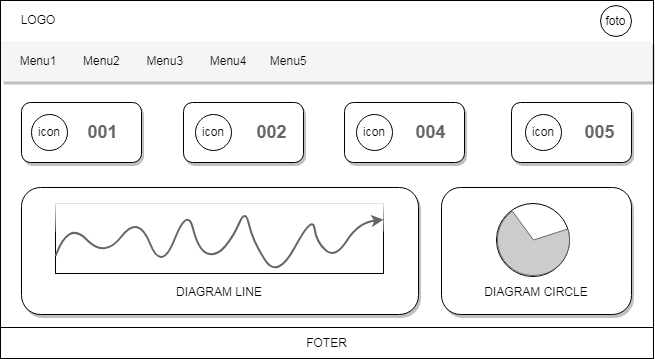 LOGO
foto
Menu1 Menu2 Menu3 Menu4 Menu5
icon 001 icon 002 icon 004 icon 005
DIAGRAM LINE
DIAGRAM CIRCLE
FOTER